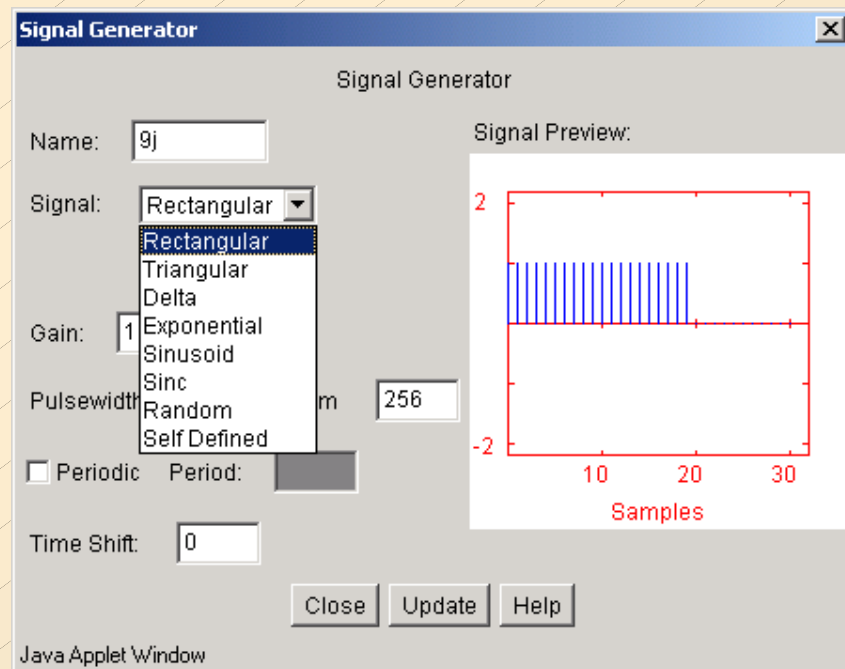 Signal Generator
Signal Generator
Name: 9j
Signal: Rectangular
Rectangular
Triangular
Delta
Exponential
Sinusoid
Sinc
Random
Self Defined
Gain: 1
Pulsewidth m 256
Periodic Period:
Time Shift: 0
Signal Preview:
2
-2
10 20 30
Samples
Close Update Help
Java Applet Window